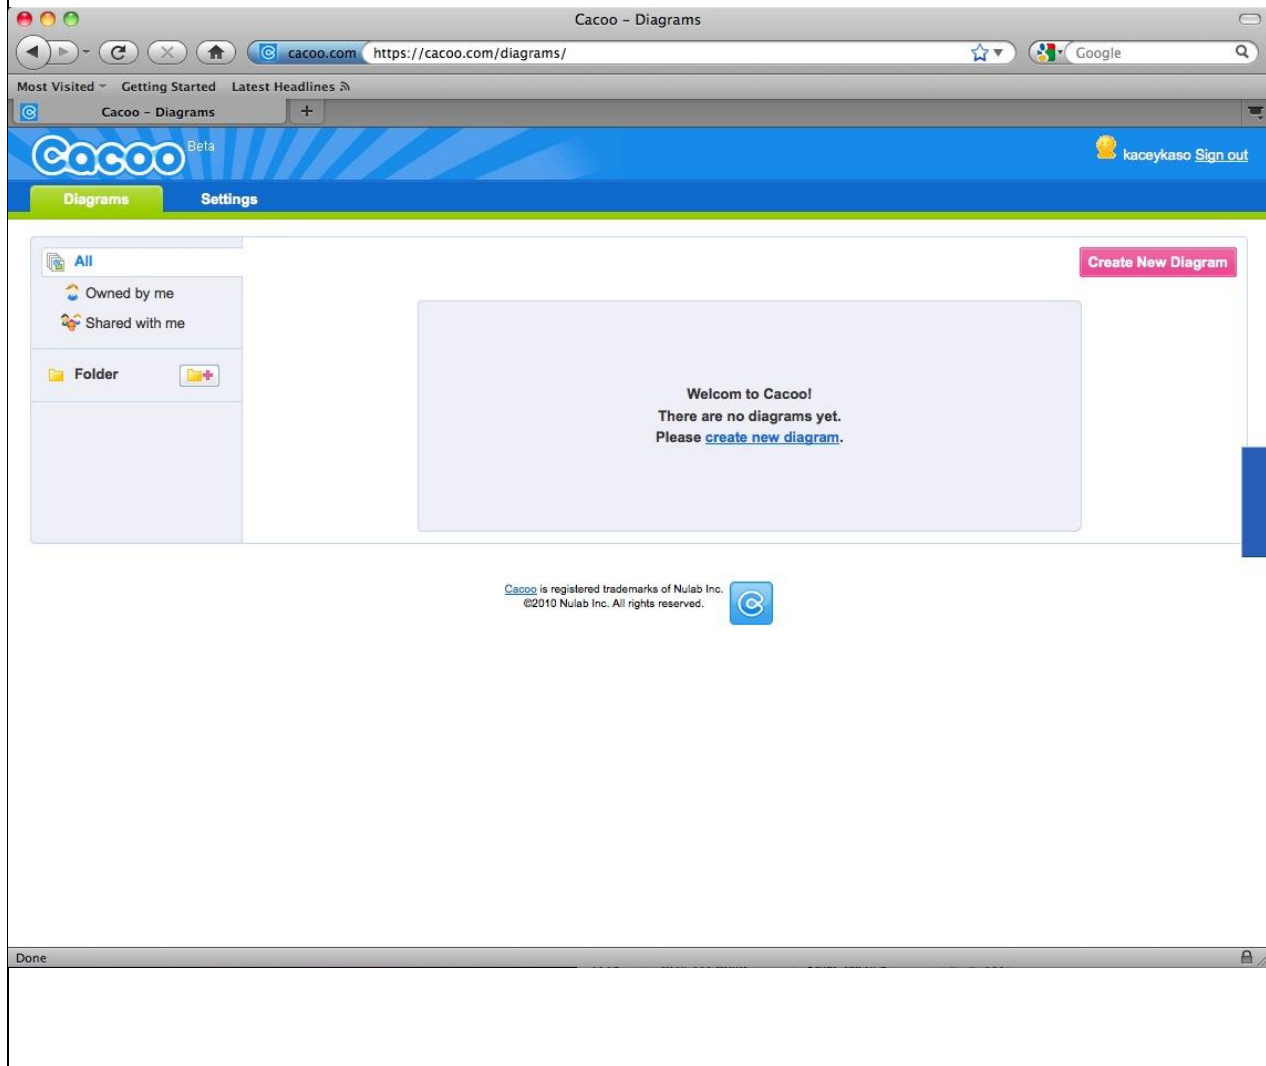 Cacoo – Diagrams
cacoo.com https://cacoo.com/diagrams/ Google
Most Visited Getting Started Latest Headlines
Cacoo – Diagrams +
Cacoo Beta
kaceykaso Sign out
Diagrams Settings
All
Create New Diagram
Owned by me
Shared with me
Folder
Welcom to Cacoo!
There are no diagrams yet.
Please create new diagram.
Cacoo is registered trademarks of Nulab Inc.
©2010 Nulab Inc. All rights reserved.
Done